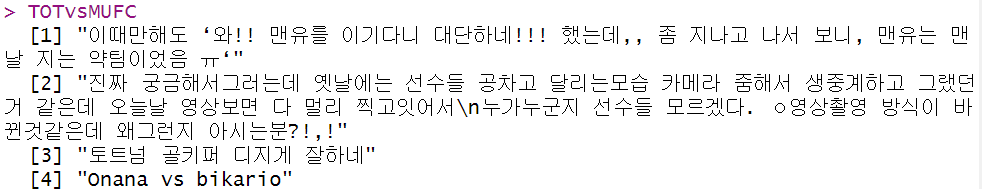 > TOTvsMUFC
[1] "이때만해도 ‘와!! 맨유를 이기다니 대단하네!!! 했는데,, 좀 지나고 나서 보니, 맨유는 맨
날 지는 약팀이었음 ㅠ‘"
[2] "진짜 궁금해서그러는데 옛날에는 선수들 공차고 달리는모습 카메라 줌해서 생중계하고 그랬던
거 같은데 오늘날 영상보면 다 멀리 찍고잇어서\n누가누군지 선수들 모르겠다. ㅇ영상촬영 방식이 바
뀐것같은데 왜그런지 아시는분?!,!"
[3] "토트넘 골키퍼 디지게 잘하네"
[4] "Onana vs bikario"